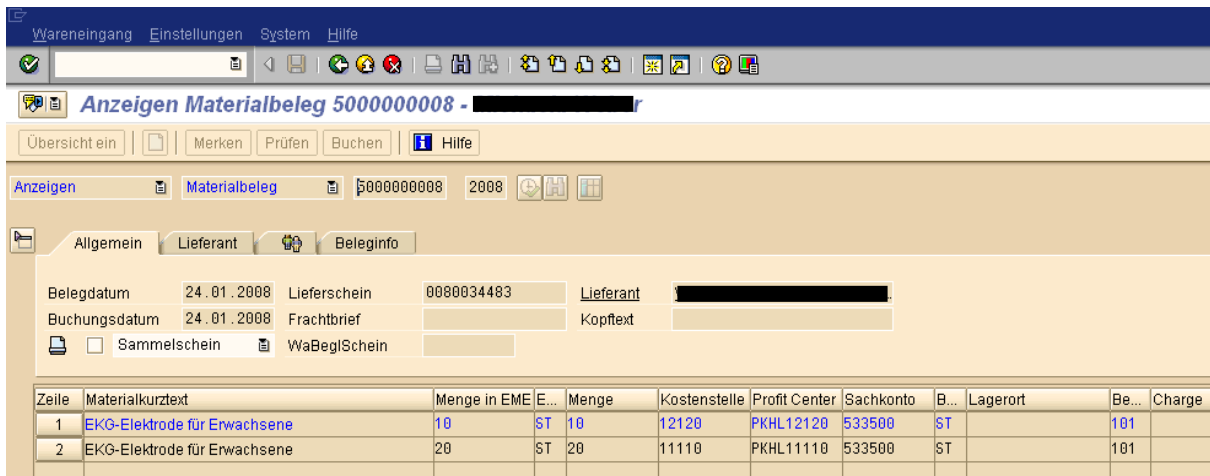 Wareneingang Einstellungen System Hilfe
Anzeigen Materialbeleg 5000000008 - r
Übersicht ein Merken Prüfen Buchen Hilfe
Anzeigen Materialbeleg 5000000008 2008
Allgemein Lieferant Beleginfo
Belegdatum 24.01.2008 Lieferschein 0080034483 Lieferant
Buchungsdatum 24.01.2008 Frachtbrief Kopftext
Sammelschein WaBeglSchein
Zeile Materialkurztext Menge in EME E... Menge Kostenstelle Profit Center Sachkonto B... Lagerort Be... Charge
1 EKG-Elektrode für Erwachsene 10 ST 10 12120 PKHL12120 533500 ST 101
2 EKG-Elektrode für Erwachsene 20 ST 20 11110 PKHL11110 533500 ST 101